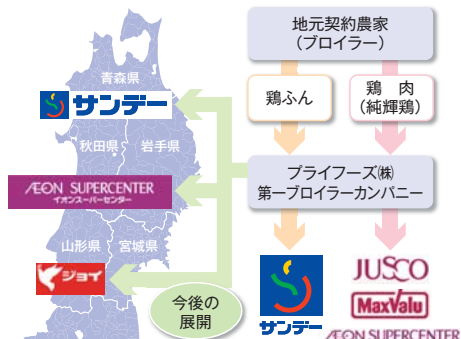 地元契約農家
(ブロイラー)
鶏ふん
鶏 肉
(純輝鶏)
プライフーズ㈱
第一ブロイラーカンパニー
青森県
サンデー
秋田県
岩手県
ÆON SUPERCENTER
イオンスーパーセンター
山形県
宮城県
ジョイ
今後の
展開
サンデー
JUSCO
MaxValu
ÆON SUPERCENTER